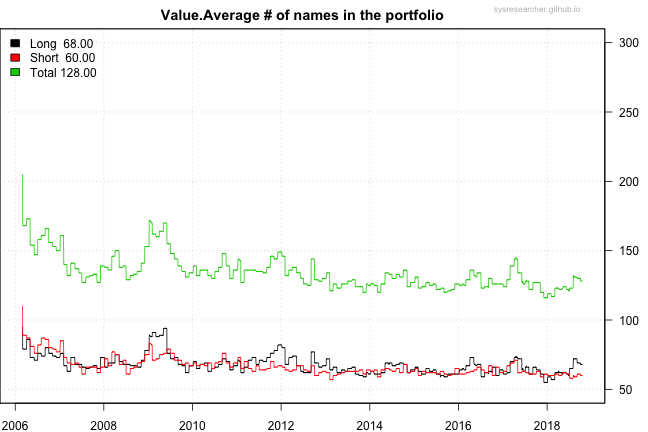 Value.Average # of names in the portfolio
sysresearcher.github.io
Long 68.00
Short 60.00
Total 128.00
300
250
200
150
100
50
2006 2008 2010 2012 2014 2016 2018